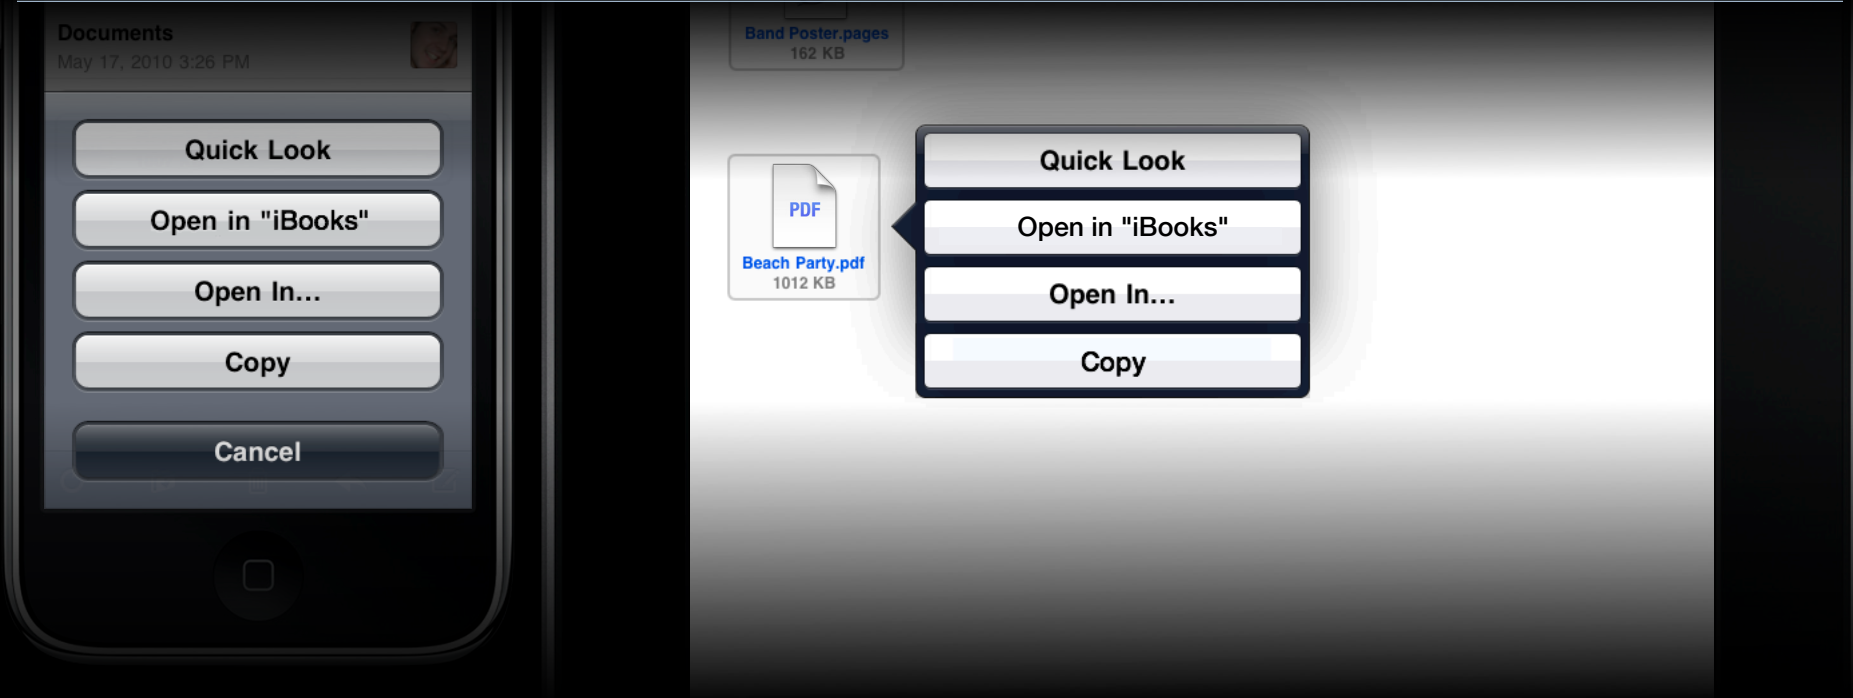 Documents
May 17, 2010 3:26 PM
Quick Look
Open in "iBooks"
Open In...
Copy
Cancel
Band Poster.pages
162 KB
PDF
Beach Party.pdf
1012 KB
Quick Look
Open in "iBooks"
Open In...
Copy